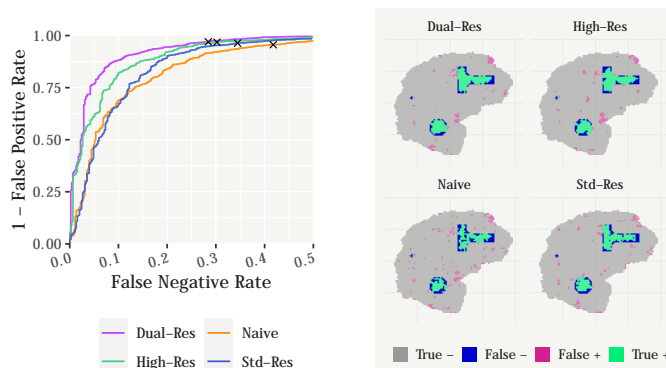 1 − False Positive Rate
1.00
0.75
0.50
0.25
0.00
0.0
0.1
0.2
0.3
0.4
0.5
False Negative Rate
Dual−Res
Naive
High−Res
Std−Res
Dual−Res
High−Res
Naive
Std−Res
True −
False −
False +
True +